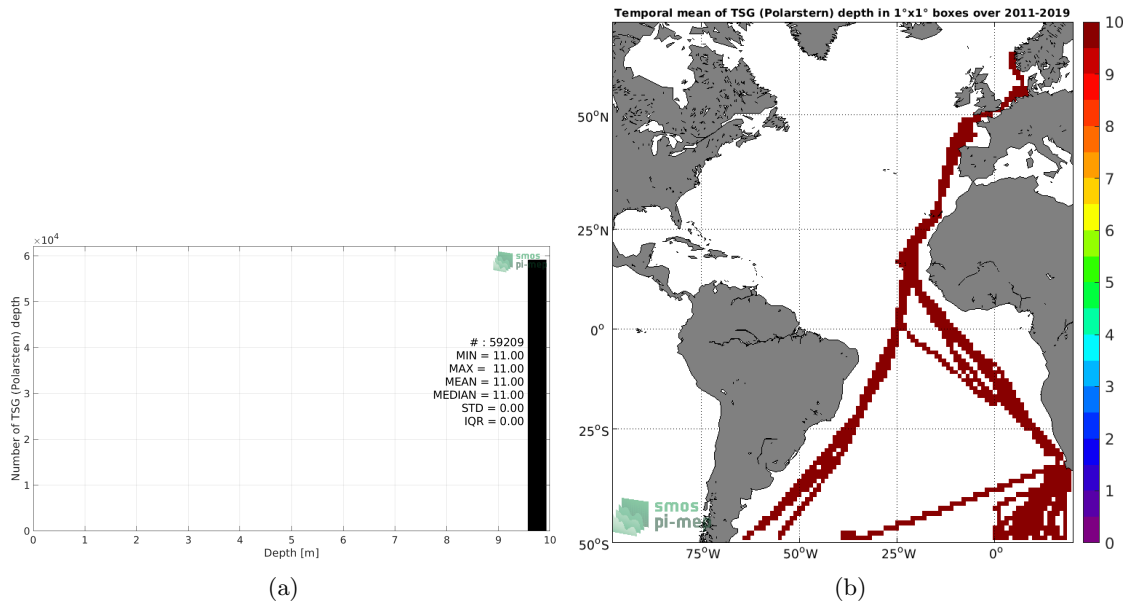 ×10⁴
6
5
4
3
2
1
0
Number of TSG (Polarstern) depth
smos
pi-mep
# : 59209
MIN = 11.00
MAX = 11.00
MEAN = 11.00
MEDIAN = 11.00
STD = 0.00
IQR = 0.00
0 1 2 3 4 5 6 7 8 9 10
Depth [m]
(a)
Temporal mean of TSG (Polarstern) depth in 1°x1° boxes over 2011-2019
50°N
25°N
0°
25°S
50°S
75°W 50°W 25°W 0°
smos
pi-mep
10
9
8
7
6
5
4
3
2
1
0
(b)